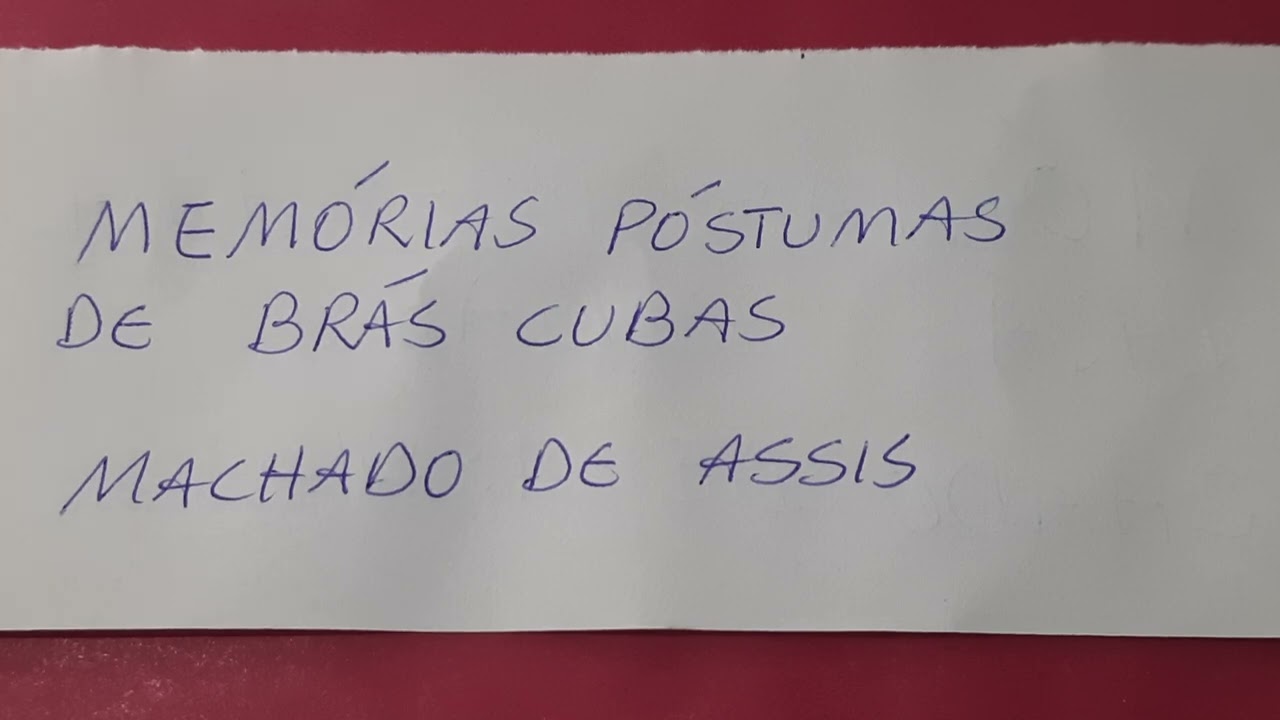 MEMÓRIAS PÓSTUMAS
DE BRÁS CUBAS
MACHADO DE ASSIS